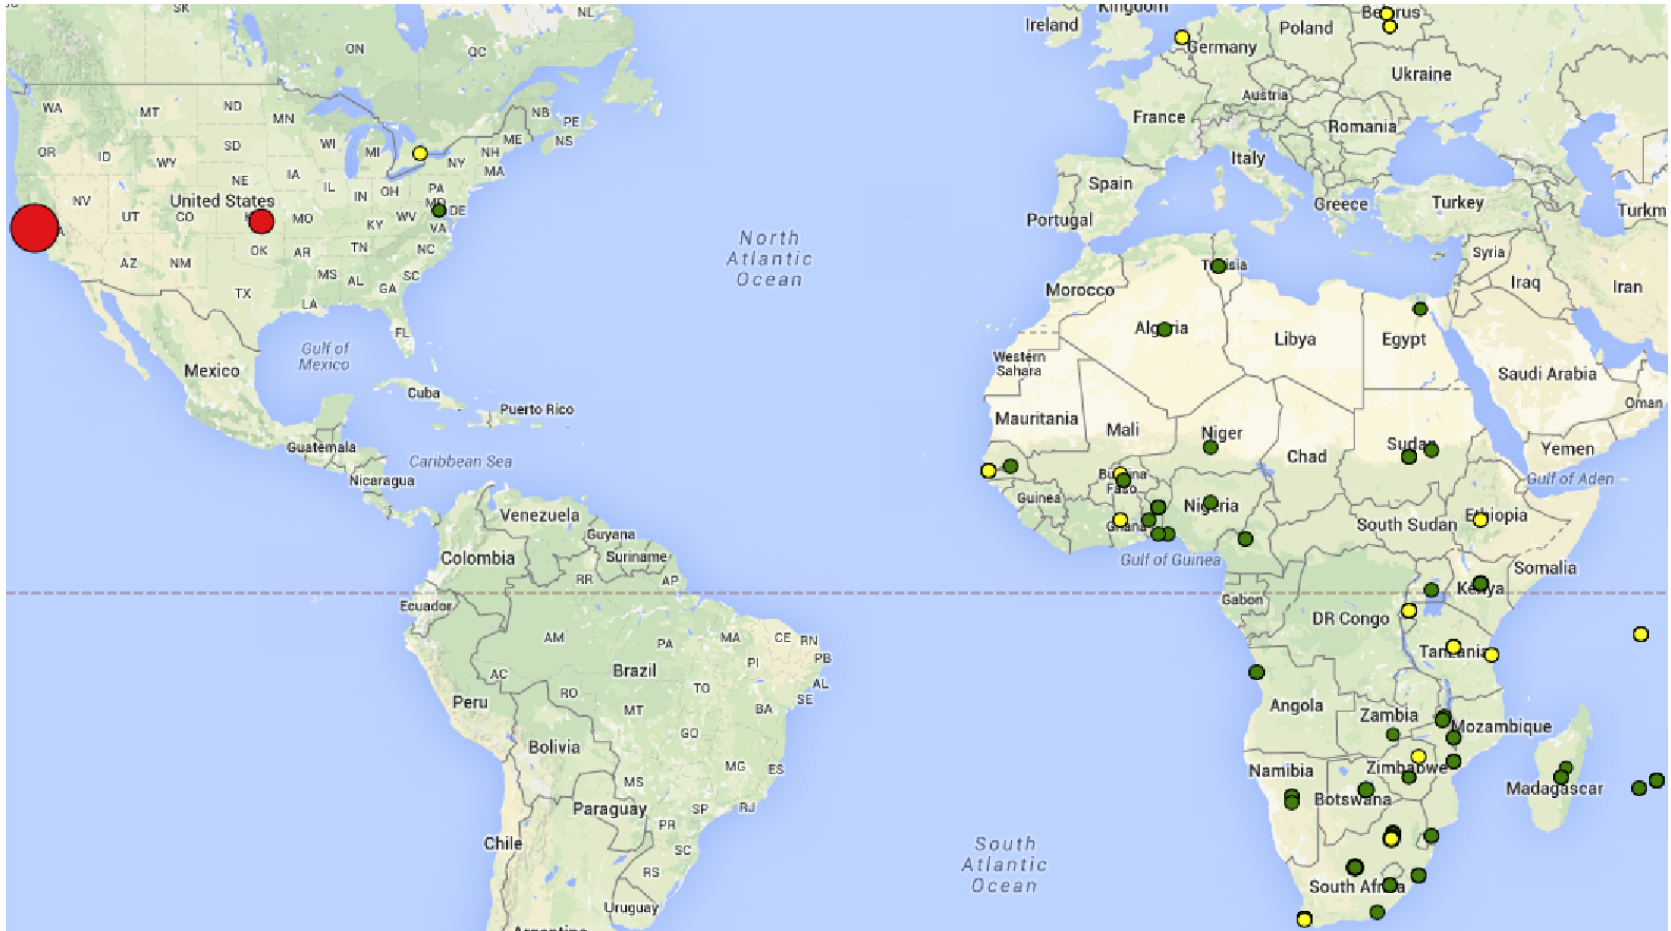 SK
NL
Kingdom
Ireland
Belarus
Poland
Germany
ON
QC
Ukraine
WA
MT
ND
MN
NB
PE
Austria
France
Romania
OR
ID
WY
SD
WI
MI
ME
NH
NS
NY
MA
Italy
NV
NE
IA
IL
IN
OH
PA
Spain
United States
UT
CO
MO
KY
WV
MD
DE
VA
Portugal
Greece
Turkey
Turkm
AZ
NM
OK
AR
TN
NC
North
Atlantic
Ocean
Tunisia
Syria
Iraq
Iran
TX
MS
AL
GA
SC
LA
FL
Morocco
Algeria
Libya
Egypt
Gulf of
Mexico
Mexico
Western
Sahara
Saudi Arabia
Cuba
Puerto Rico
Oman
Mauritania
Mali
Niger
Chad
Sudan
Yemen
Guatemala
Caribbean Sea
Nicaragua
Burkina
Faso
Gulf of Aden
Guinea
Nigeria
Venezuela
Guyana
Suriname
Ghana
South Sudan
Ethiopia
Colombia
Gulf of Guinea
Somalia
RR
AP
Ecuador
Gabon
Kenya
DR Congo
AM
PA
MA
CE
RN
PI
PB
Tanzania
Brazil
AC
TO
AL
SE
Peru
RO
MT
BA
Angola
Zambia
Mozambique
GO
Bolivia
MG
ES
Namibia
Zimbabwe
MS
Botswana
Madagascar
Paraguay
SP
RJ
PR
Chile
SC
South
Atlantic
Ocean
RS
South Africa
Uruguay
Argentina